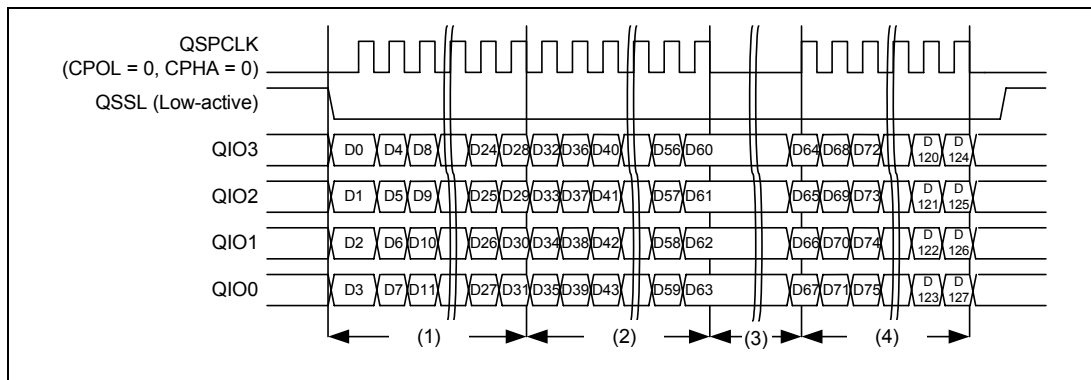 QSPCLK
(CPOL = 0, CPHA = 0)
QSSL (Low-active)
QIO3 D0 D4 D8 D24 D28 D32 D36 D40 D56 D60 D64 D68 D72 D 120 D 124
QIO2 D1 D5 D9 D25 D29 D33 D37 D41 D57 D61 D65 D69 D73 D 121 D 125
QIO1 D2 D6 D10 D26 D30 D34 D38 D42 D58 D62 D66 D70 D74 D 122 D 126
QIO0 D3 D7 D11 D27 D31 D35 D39 D43 D59 D63 D67 D71 D75 D 123 D 127
(1) (2) (3) (4)